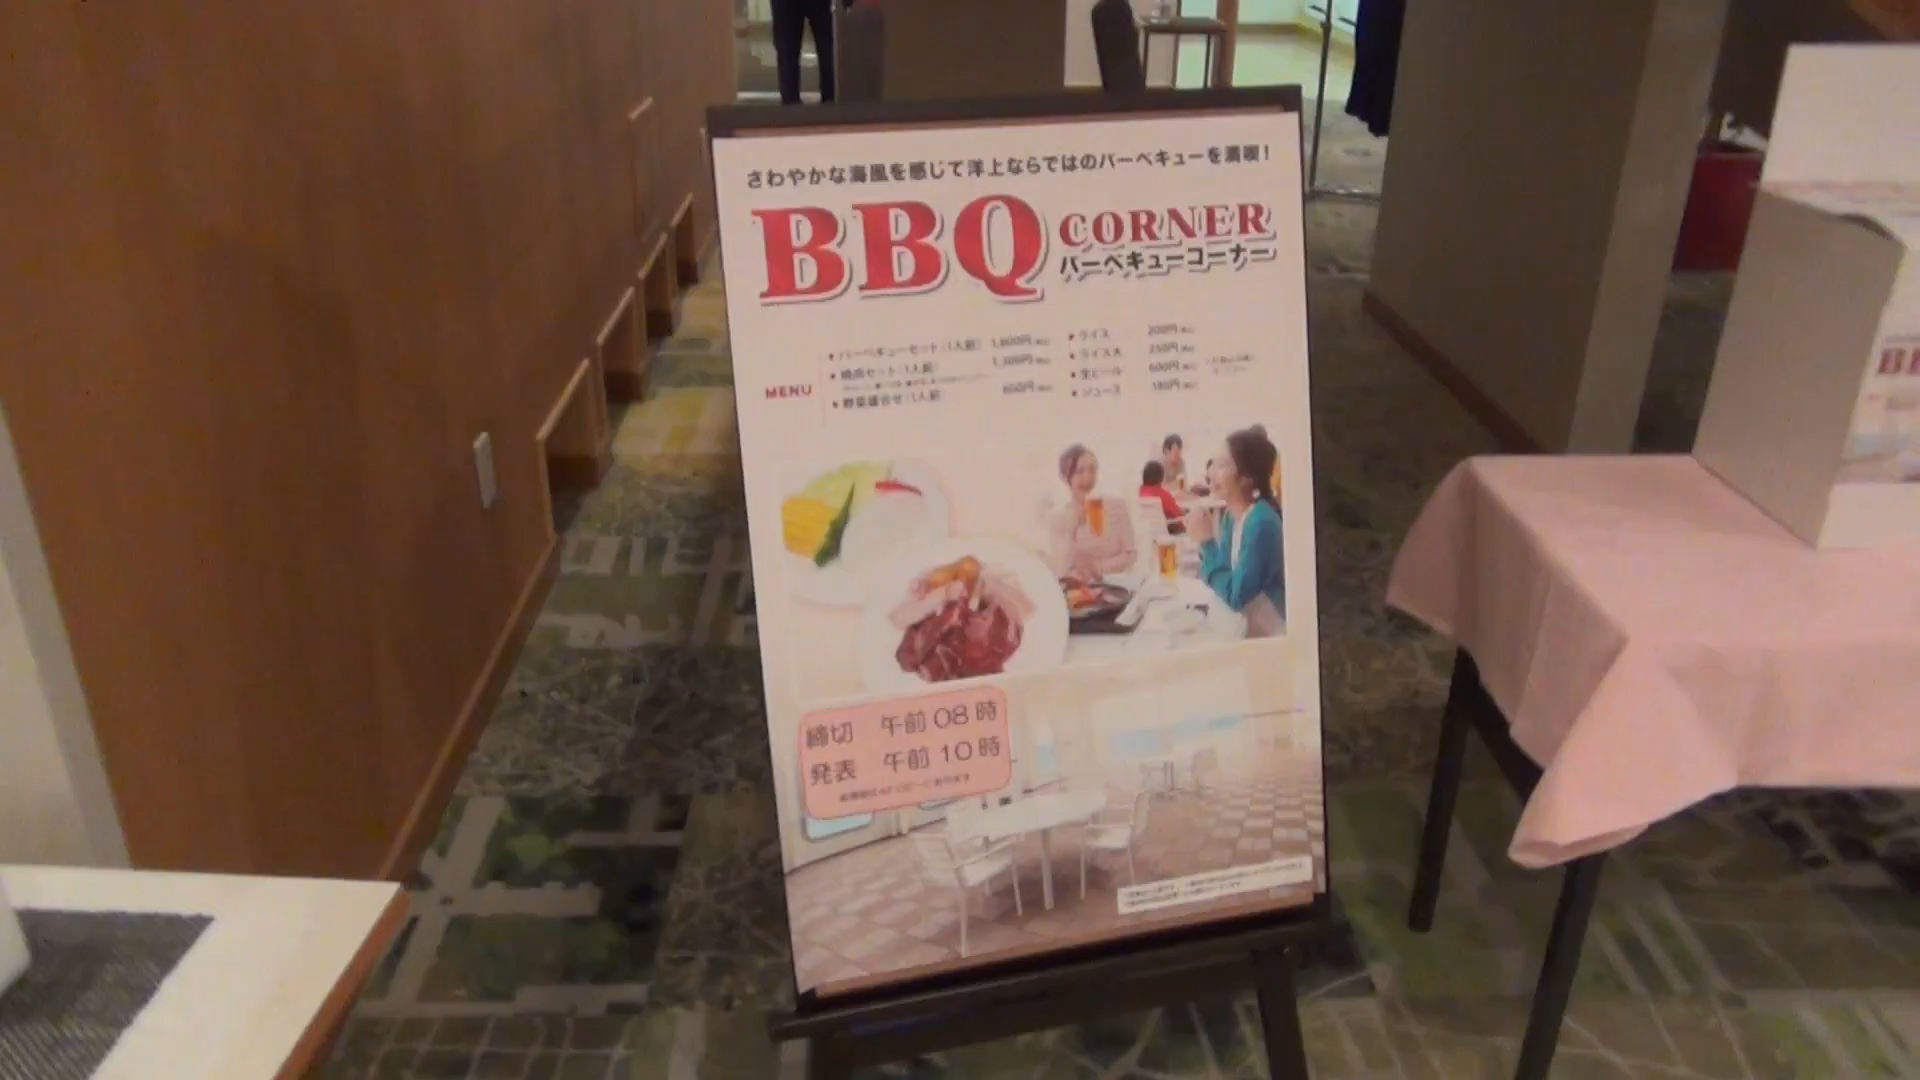 さわやかな海風を感じて洋上ならではのバーベキューを満喫！
BBQ CORNER
バーベキューコーナー
MENU
バーベキューセット（1人前） 1,800円
焼肉セット（1人前） 1,300円
野菜盛合せ（1人前） 600円
ライス 200円
ライス大 250円
生ビール 600円
ジュース 180円
締切 午前08時
発表 午前10時